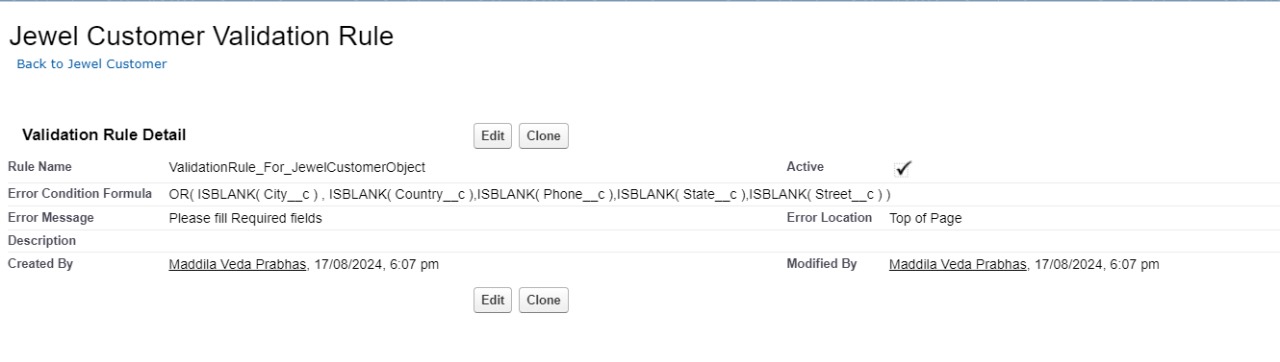 Jewel Customer Validation Rule
Back to Jewel Customer
Validation Rule Detail Edit Clone
Rule Name ValidationRule_For_JewelCustomerObject Active
Error Condition Formula OR( ISBLANK( City__c ) , ISBLANK( Country__c ),ISBLANK( Phone__c ),ISBLANK( State__c ),ISBLANK( Street__c ) )
Error Message Please fill Required fields Error Location Top of Page
Description
Created By Maddila Veda Prabhas, 17/08/2024, 6:07 pm Modified By Maddila Veda Prabhas, 17/08/2024, 6:07 pm
Edit Clone